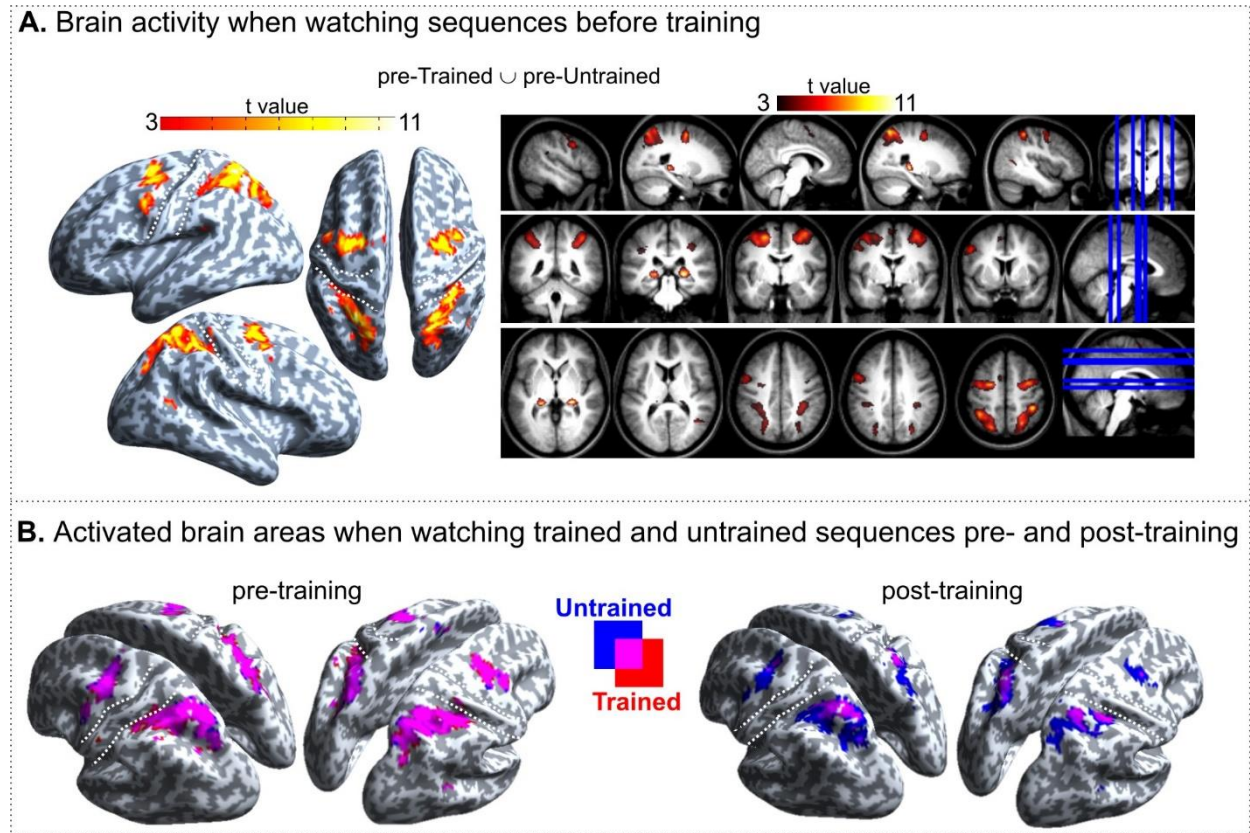 A. Brain activity when watching sequences before training
pre-Trained ∪ pre-Untrained
t value
3 11
t value
3 11
B. Activated brain areas when watching trained and untrained sequences pre- and post-training
pre-training
Untrained
Trained
post-training